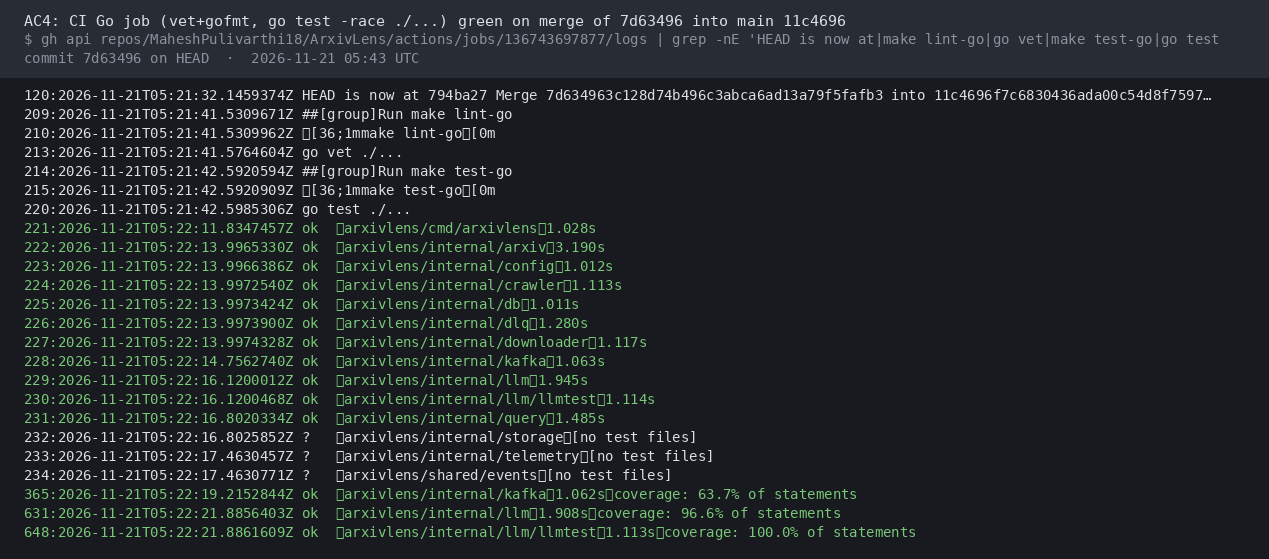 AC4: CI Go job (vet+gofmt, go test -race ./...) green on merge of 7d63496 into main 11c4696
$ gh api repos/MaheshPulivarthi18/ArxivLens/actions/jobs/136743697877/logs | grep -nE 'HEAD is now at|make lint-go|go vet|make test-go|go test
commit 7d63496 on HEAD · 2026-11-21 05:43 UTC
120:2026-11-21T05:21:32.1459374Z HEAD is now at 794ba27 Merge 7d634963c128d74b496c3abca6ad13a79f5fafb3 into 11c4696f7c6830436ada00c54d8f7597…
209:2026-11-21T05:21:41.5309671Z ##[group]Run make lint-go
210:2026-11-21T05:21:41.5309962Z ▯[36;1mmake lint-go▯[0m
213:2026-11-21T05:21:41.5764604Z go vet ./...
214:2026-11-21T05:21:42.5920594Z ##[group]Run make test-go
215:2026-11-21T05:21:42.5920909Z ▯[36;1mmake test-go▯[0m
220:2026-11-21T05:21:42.5985306Z go test ./...
221:2026-11-21T05:22:11.8347457Z ok  ▯arxivlens/cmd/arxivlens▯1.028s
222:2026-11-21T05:22:13.9965330Z ok  ▯arxivlens/internal/arxiv▯3.190s
223:2026-11-21T05:22:13.9966386Z ok  ▯arxivlens/internal/config▯1.012s
224:2026-11-21T05:22:13.9972540Z ok  ▯arxivlens/internal/crawler▯1.113s
225:2026-11-21T05:22:13.9973424Z ok  ▯arxivlens/internal/db▯1.011s
226:2026-11-21T05:22:13.9973900Z ok  ▯arxivlens/internal/dlq▯1.280s
227:2026-11-21T05:22:13.9974328Z ok  ▯arxivlens/internal/downloader▯1.117s
228:2026-11-21T05:22:14.7562740Z ok  ▯arxivlens/internal/kafka▯1.063s
229:2026-11-21T05:22:16.1200012Z ok  ▯arxivlens/internal/llm▯1.945s
230:2026-11-21T05:22:16.1200468Z ok  ▯arxivlens/internal/llm/llmtest▯1.114s
231:2026-11-21T05:22:16.8020334Z ok  ▯arxivlens/internal/query▯1.485s
232:2026-11-21T05:22:16.8025852Z ?   ▯arxivlens/internal/storage▯[no test files]
233:2026-11-21T05:22:17.4630457Z ?   ▯arxivlens/internal/telemetry▯[no test files]
234:2026-11-21T05:22:17.4630771Z ?   ▯arxivlens/shared/events▯[no test files]
365:2026-11-21T05:22:19.2152844Z ok  ▯arxivlens/internal/kafka▯1.062s▯coverage: 63.7% of statements
631:2026-11-21T05:22:21.8856403Z ok  ▯arxivlens/internal/llm▯1.908s▯coverage: 96.6% of statements
648:2026-11-21T05:22:21.8861609Z ok  ▯arxivlens/internal/llm/llmtest▯1.113s▯coverage: 100.0% of statements